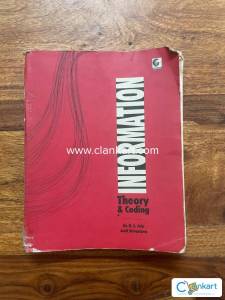 www.clankart.com
INFORMATION
Theory
& Coding
Clankart